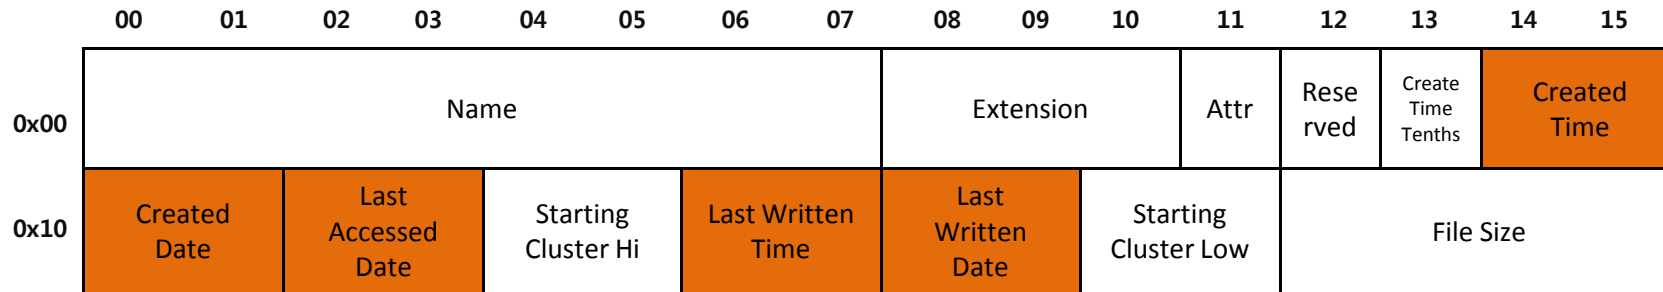 00 01 02 03 04 05 06 07 08 09 10 11 12 13 14 15
0x00
Name
Extension
Attr
Rese
rved
Create
Time
Tenths
Created
Time
0x10
Created
Date
Last
Accessed
Date
Starting
Cluster Hi
Last Written
Time
Last
Written
Date
Starting
Cluster Low
File Size